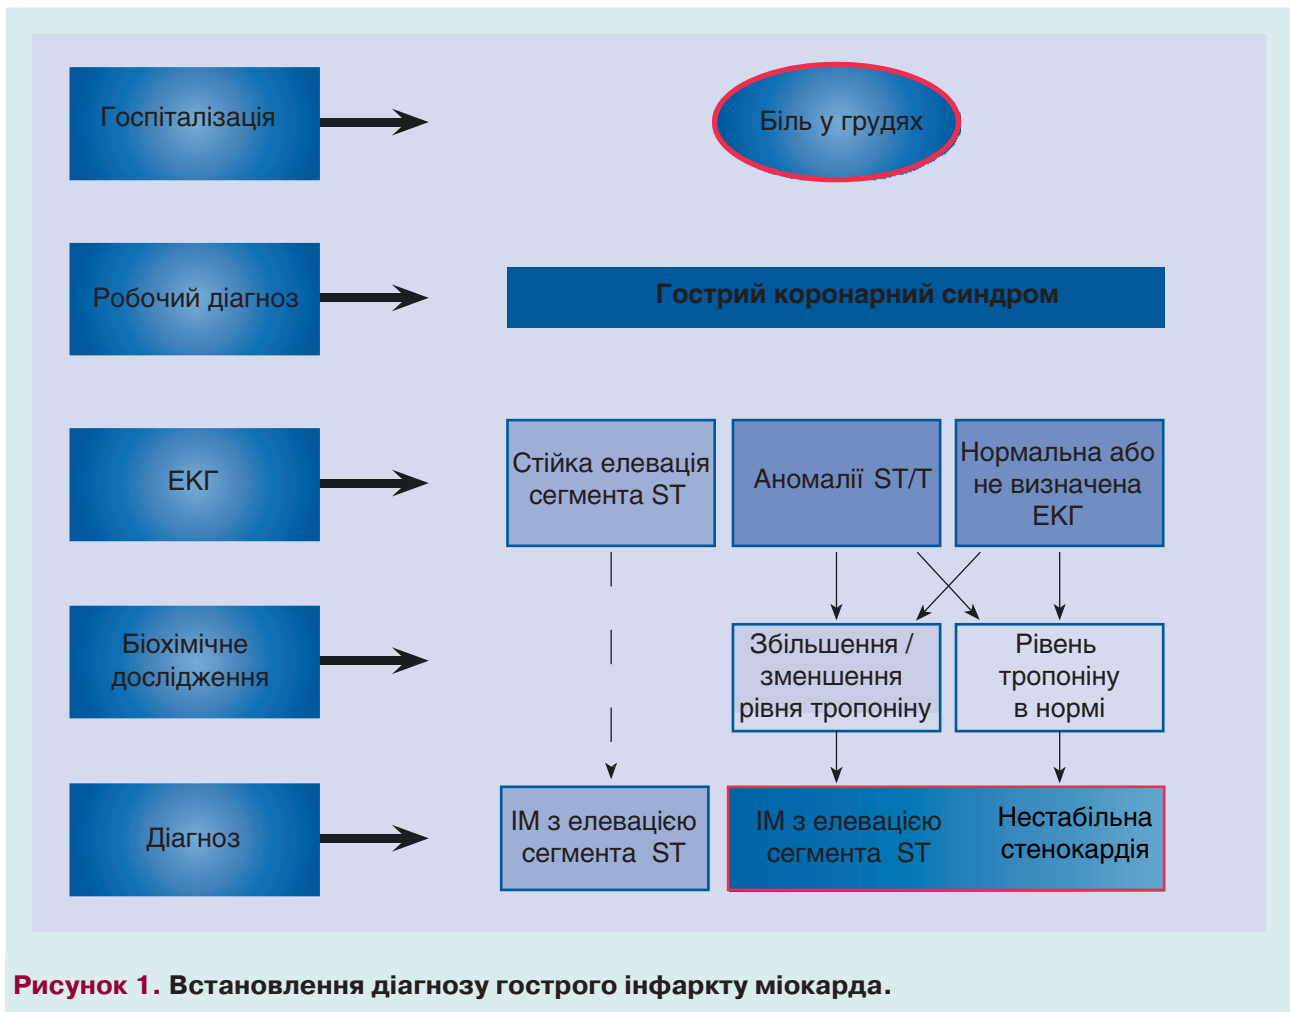 Госпіталізація
Біль у грудях
Робочий діагноз
Гострий коронарний синдром
ЕКГ
Стійка елевація
сегмента ST
Аномалії ST/T
Нормальна або
не визначена
ЕКГ
Біохімічне
дослідження
Збільшення /
зменшення
рівня тропоніну
Рівень
тропоніну
в нормі
Діагноз
ІМ з елевацією
сегмента ST
ІМ з елевацією
сегмента ST
Нестабільна
стенокардія
Рисунок 1. Встановлення діагнозу гострого інфаркту міокарда.